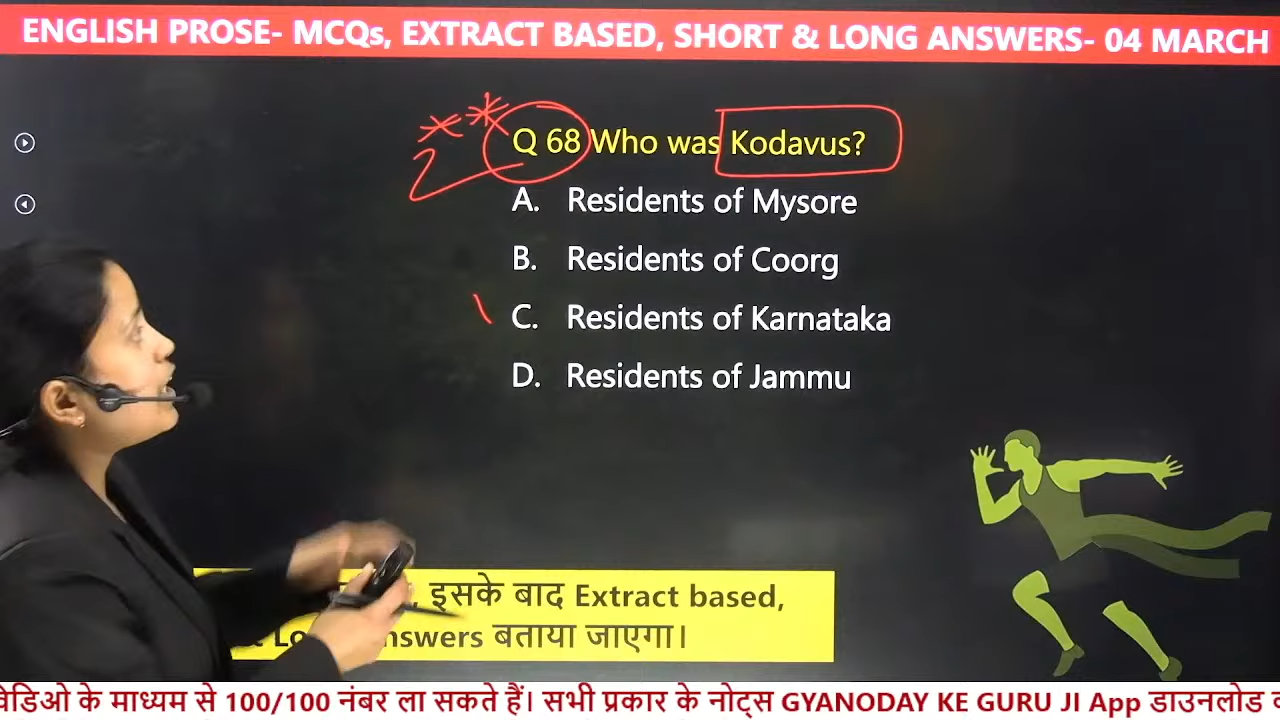 ENGLISH PROSE- MCQs, EXTRACT BASED, SHORT & LONG ANSWERS- 04 MARCH
Q 68 Who was Kodavus?
A. Residents of Mysore
B. Residents of Coorg
C. Residents of Karnataka
D. Residents of Jammu
, इसके बाद Extract based,
nswers बताया जाएगा।
के माध्यम से 100/100 नंबर ला सकते हैं। सभी प्रकार के नोट्स GYANODAY KE GURU JI App डाउनलोड